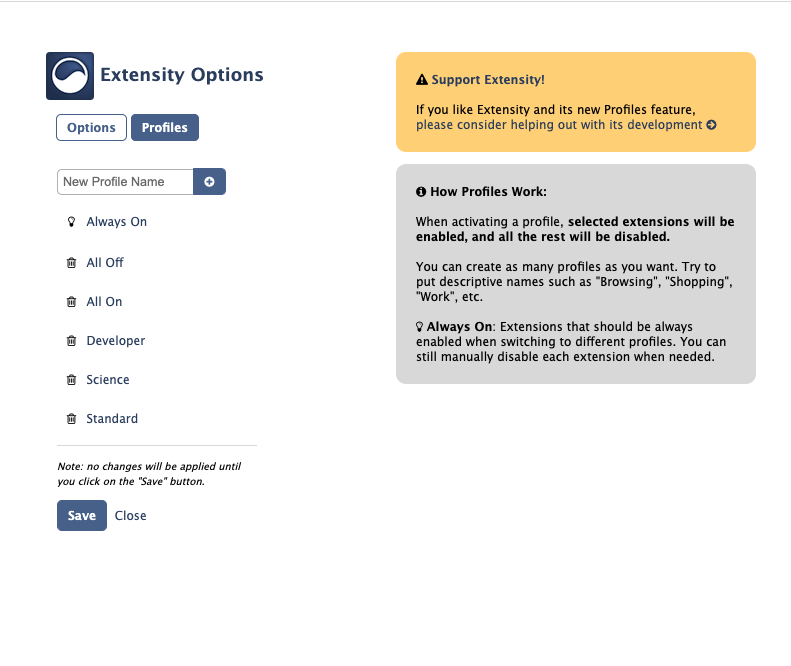 Extensity Options
Options
Profiles
New Profile Name
Always On
All Off
All On
Developer
Science
Standard
Note: no changes will be applied until
you click on the "Save" button.
Save
Close
Support Extensity!
If you like Extensity and its new Profiles feature,
please consider helping out with its development
How Profiles Work:
When activating a profile, selected extensions will be
enabled, and all the rest will be disabled.
You can create as many profiles as you want. Try to
put descriptive names such as "Browsing", "Shopping",
"Work", etc.
Always On: Extensions that should be always
enabled when switching to different profiles. You can
still manually disable each extension when needed.